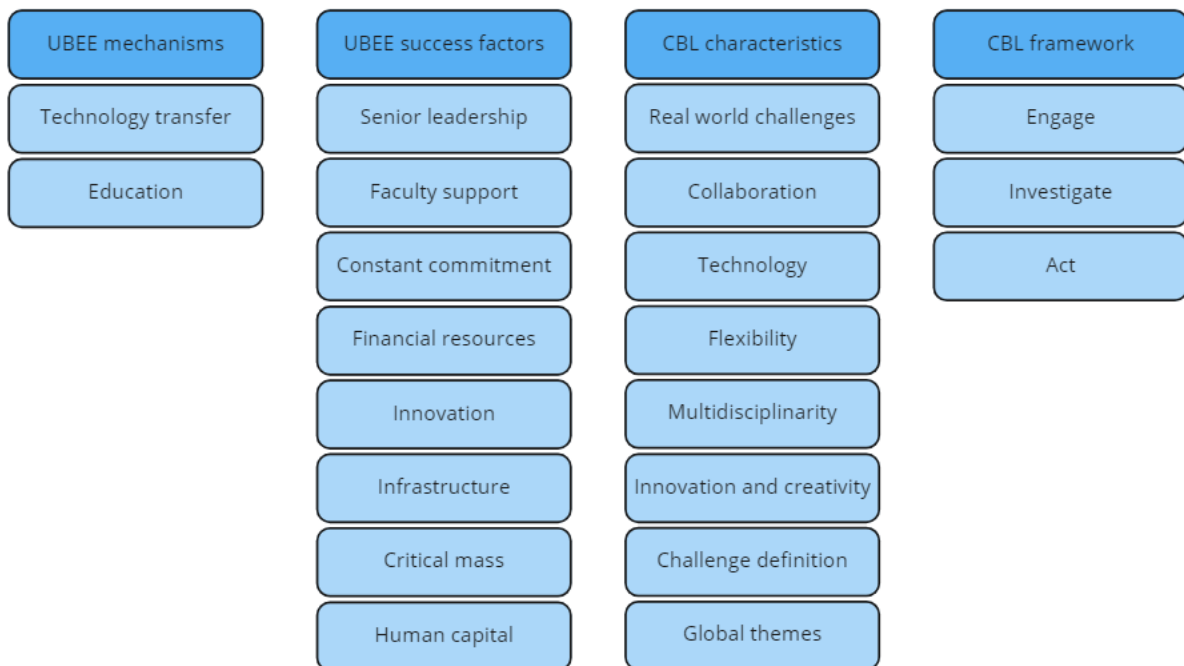 UBEE mechanisms
Technology transfer
Education
UBEE success factors
Senior leadership
Faculty support
Constant commitment
Financial resources
Innovation
Infrastructure
Critical mass
Human capital
CBL characteristics
Real world challenges
Collaboration
Technology
Flexibility
Multidisciplinarity
Innovation and creativity
Challenge definition
Global themes
CBL framework
Engage
Investigate
Act